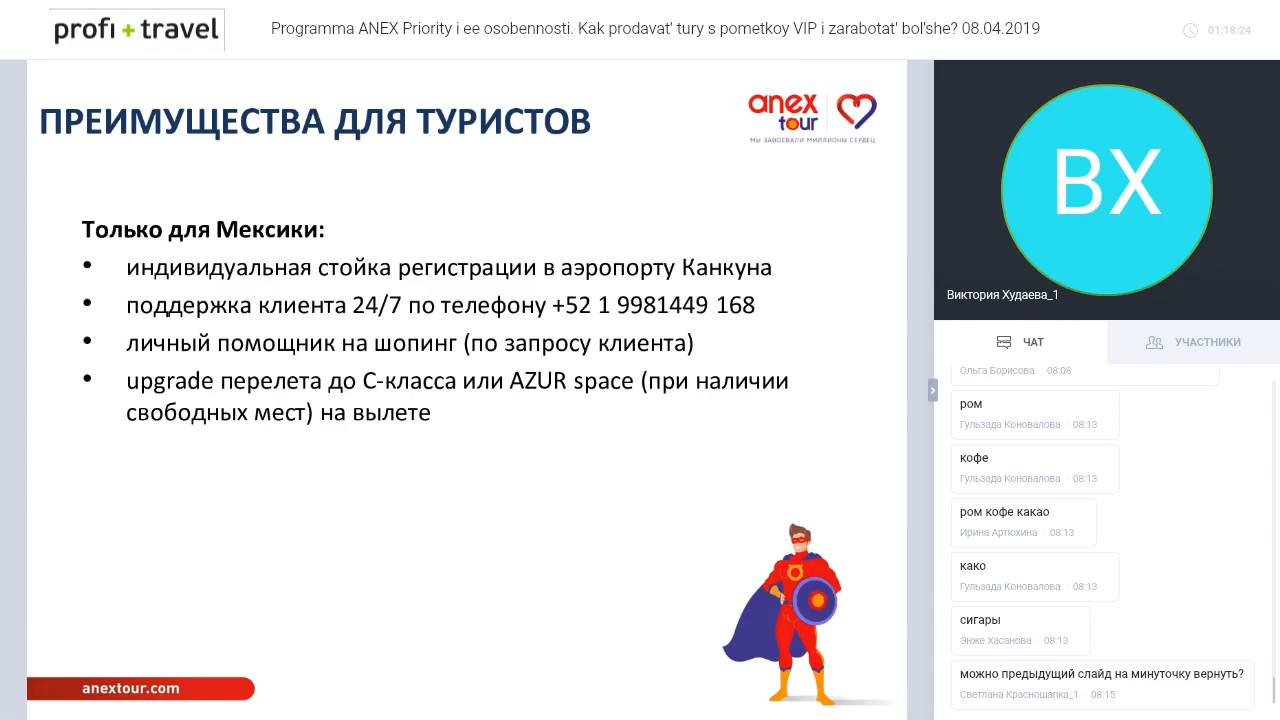 profi + travel
Programma ANEX Priority i ee osobennosti. Kak prodavat' tury s pometkoy VIP i zarabotat' bol'she? 08.04.2019
01:18:24
ПРЕИМУЩЕСТВА ДЛЯ ТУРИСТОВ
anex
tour
МЫ ЗАВОЕВАЛИ МИЛЛИОНЫ СЕРДЕЦ
Только для Мексики:
• индивидуальная стойка регистрации в аэропорту Канкуна
• поддержка клиента 24/7 по телефону +52 1 9981449 168
• личный помощник на шопинг (по запросу клиента)
• upgrade перелета до С-класса или AZUR space (при наличии
свободных мест) на вылете
anextour.com
ВХ
Виктория Худаева_1
ЧАТ
УЧАСТНИКИ
Ольга Борисова · 08:08
ром
Гульзада Коновалова · 08:13
кофе
Гульзада Коновалова · 08:13
ром кофе какао
Ирина Артюхина · 08:13
како
Гульзада Коновалова · 08:13
сигары
Энже Хасанова · 08:13
можно предыдущий слайд на минуточку вернуть?
Светлана Красношапка_1 · 08:15